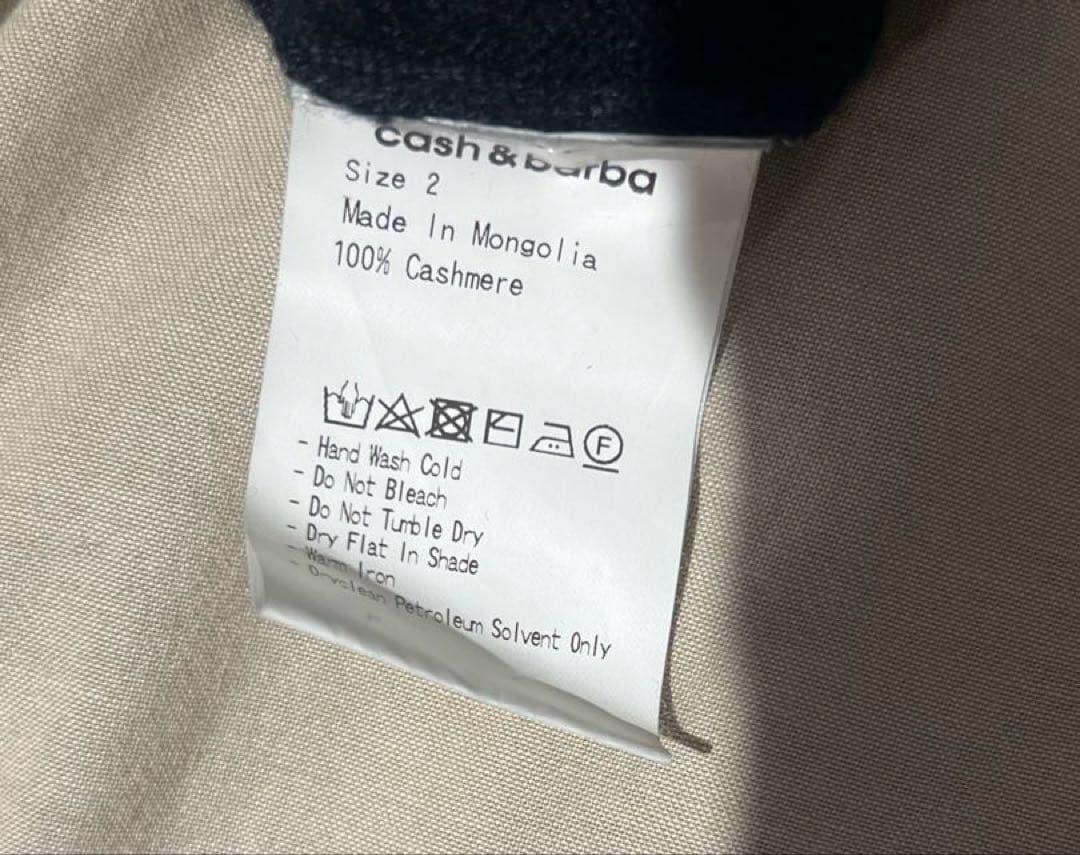 cash & barba
Size 2
Made In Mongolia
100% Cashmere
F
- Hand Wash Cold
- Do Not Bleach
- Do Not Tumble Dry
- Dry Flat In Shade
- Warm Iron
- Dryclean Petroleum Solvent Only